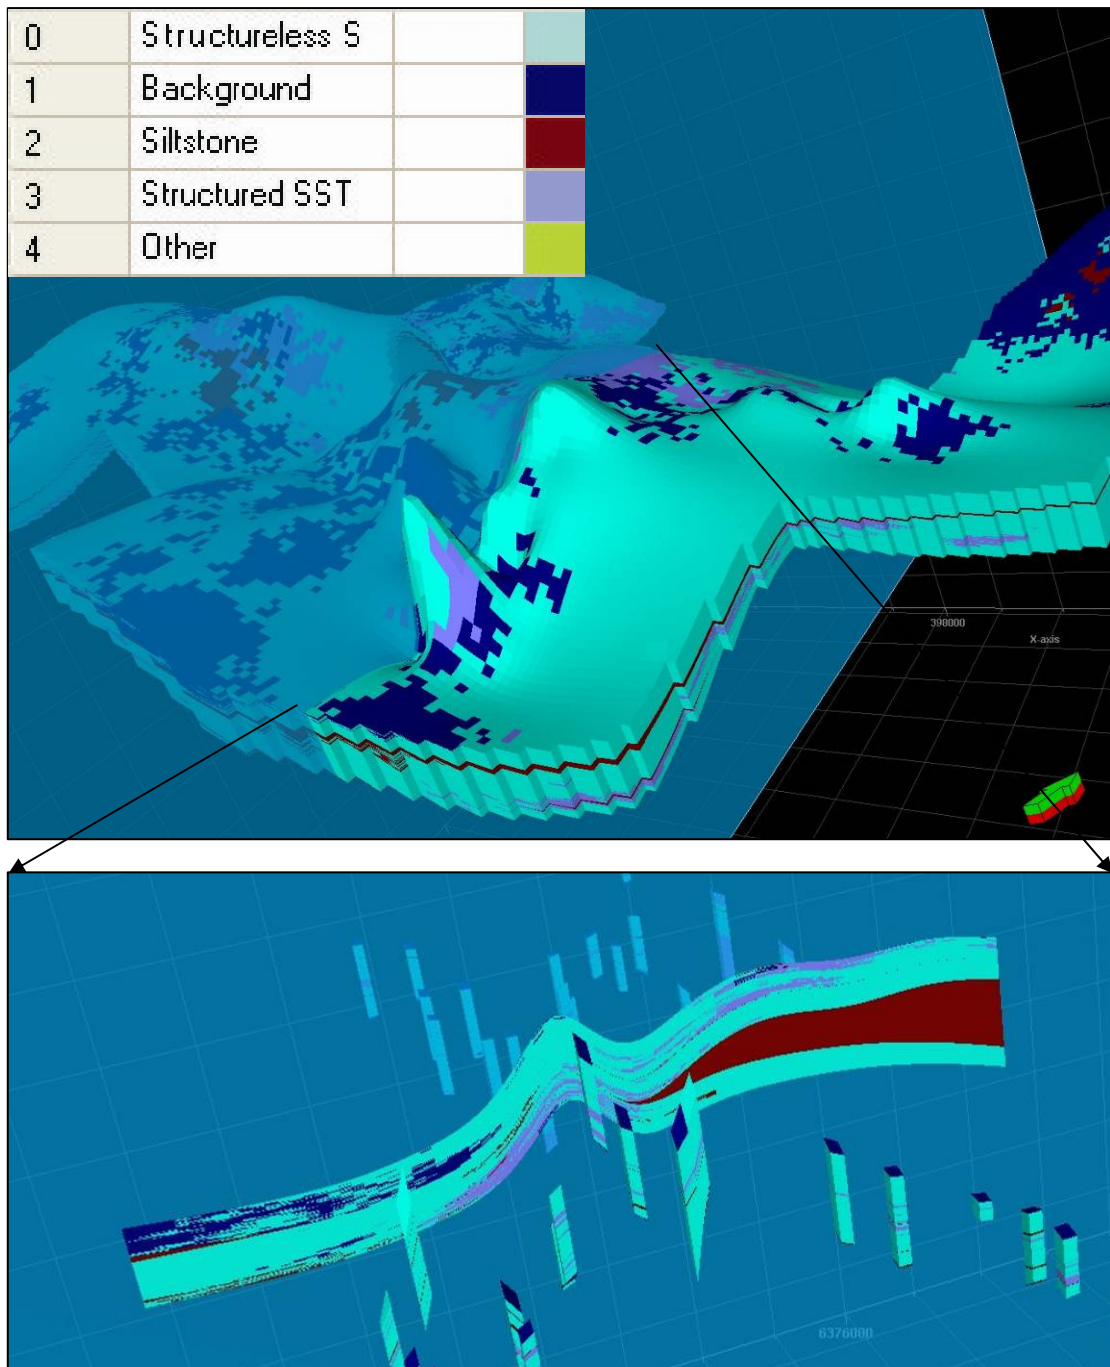 0 Structureless S
1 Background
2 Siltstone
3 Structured SST
4 Other
398000
X-axis
6376000